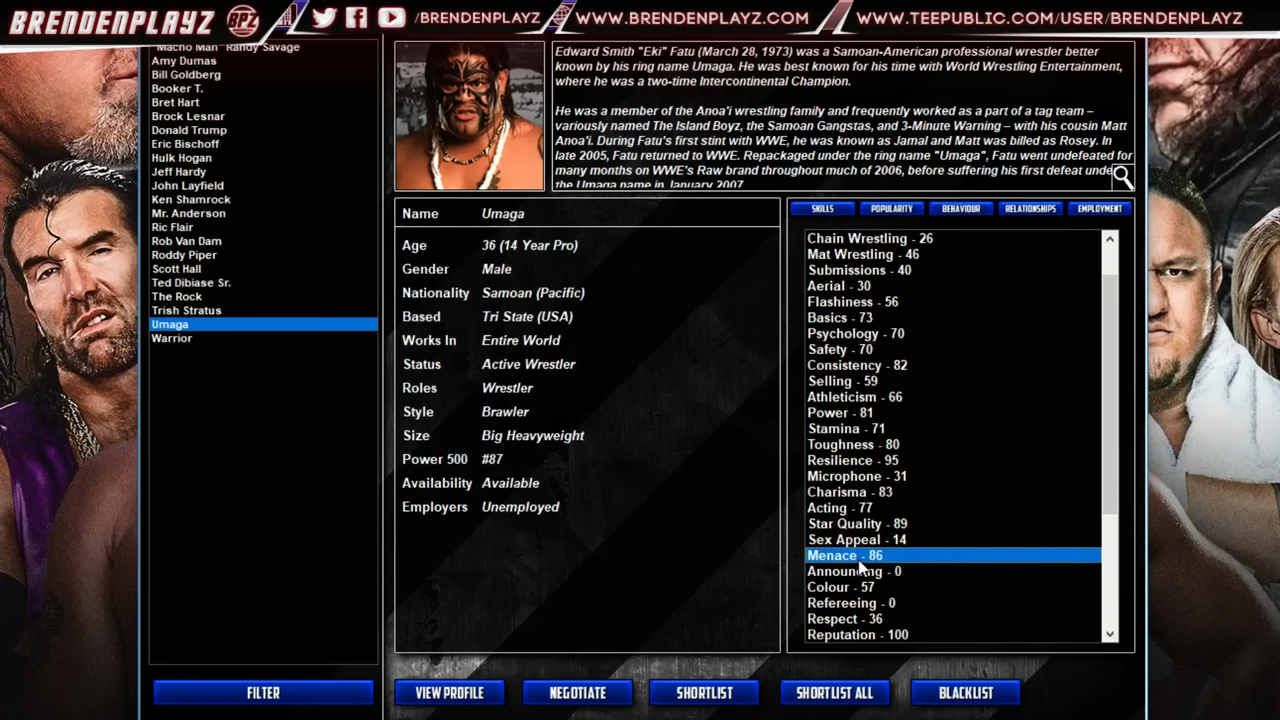 BRENDENPLAYZ BPZ /BRENDENPLAYZ WWW.BRENDENPLAYZ.COM WWW.TEEPUBLIC.COM/USER/BRENDENPLAYZ
"Macho Man" Randy Savage
Amy Dumas
Bill Goldberg
Booker T.
Bret Hart
Brock Lesnar
Donald Trump
Eric Bischoff
Hulk Hogan
Jeff Hardy
John Layfield
Ken Shamrock
Mr. Anderson
Ric Flair
Rob Van Dam
Roddy Piper
Scott Hall
Ted Dibiase Sr.
The Rock
Trish Stratus
Umaga
Warrior
FILTER
Edward Smith "Eki" Fatu (March 28, 1973) was a Samoan-American professional wrestler better
known by his ring name Umaga. He was best known for his time with World Wrestling Entertainment,
where he was a two-time Intercontinental Champion.
He was a member of the Anoa'i wrestling family and frequently worked as a part of a tag team –
variously named The Island Boyz, the Samoan Gangstas, and 3-Minute Warning – with his cousin Matt
Anoa'i. During Fatu's first stint with WWE, he was known as Jamal and Matt was billed as Rosey. In
late 2005, Fatu returned to WWE. Repackaged under the ring name "Umaga", Fatu went undefeated for
many months on WWE's Raw brand throughout much of 2006, before suffering his first defeat unde
the Umaga name in January 2007
Name Umaga
Age 36 (14 Year Pro)
Gender Male
Nationality Samoan (Pacific)
Based Tri State (USA)
Works In Entire World
Status Active Wrestler
Roles Wrestler
Style Brawler
Size Big Heavyweight
Power 500 #87
Availability Available
Employers Unemployed
SKILLS POPULARITY BEHAVIOUR RELATIONSHIPS EMPLOYMENT
Chain Wrestling - 26
Mat Wrestling - 46
Submissions - 40
Aerial - 30
Flashiness - 56
Basics - 73
Psychology - 70
Safety - 70
Consistency - 82
Selling - 59
Athleticism - 66
Power - 81
Stamina - 71
Toughness - 80
Resilience - 95
Microphone - 31
Charisma - 83
Acting - 77
Star Quality - 89
Sex Appeal - 14
Menace - 86
Announcing - 0
Colour - 57
Refereeing - 0
Respect - 36
Reputation - 100
VIEW PROFILE NEGOTIATE SHORTLIST SHORTLIST ALL BLACKLIST